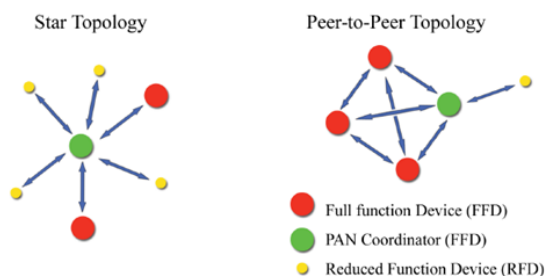 Star Topology
Peer-to-Peer Topology
Full function Device (FFD)
PAN Coordinator (FFD)
Reduced Function Device (RFD)